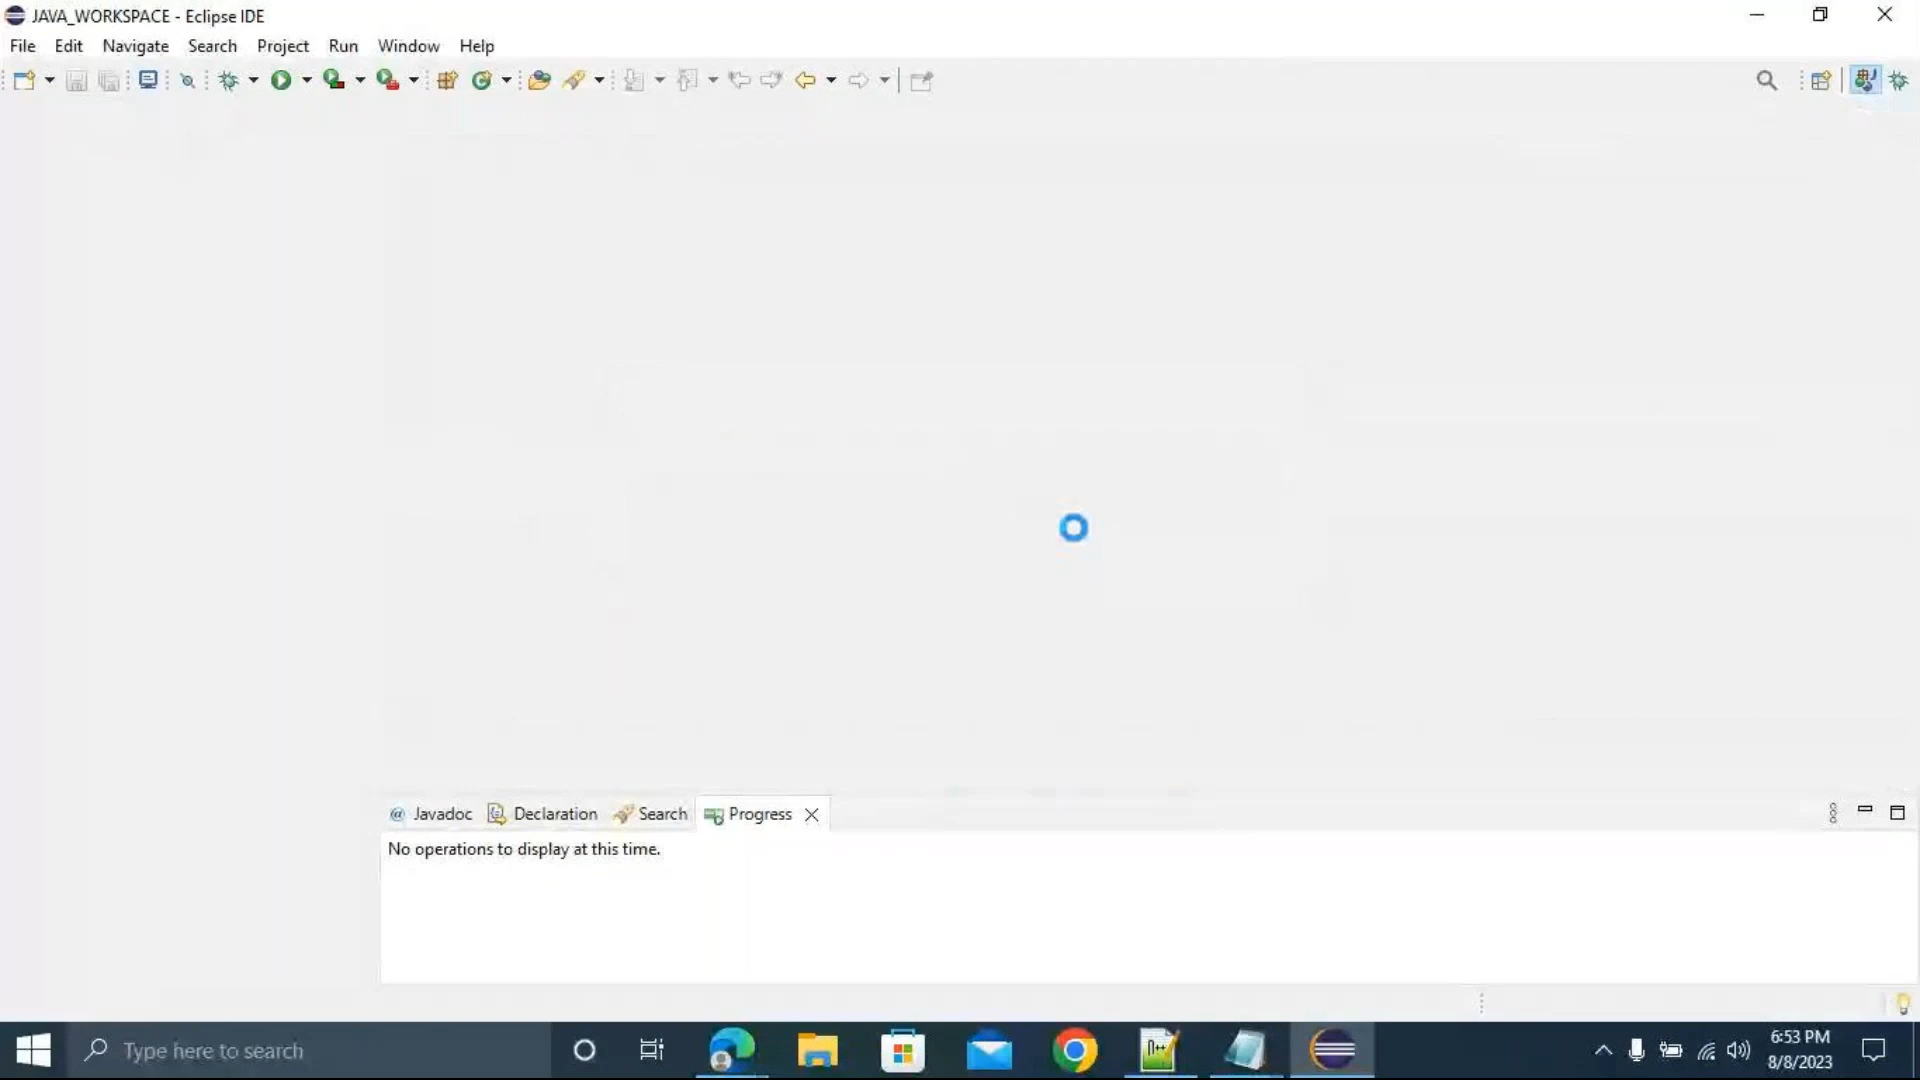 JAVA_WORKSPACE - Eclipse IDE
File Edit Navigate Search Project Run Window Help
@ Javadoc Declaration Search Progress
No operations to display at this time.
Type here to search
n++
6:53 PM
8/8/2023